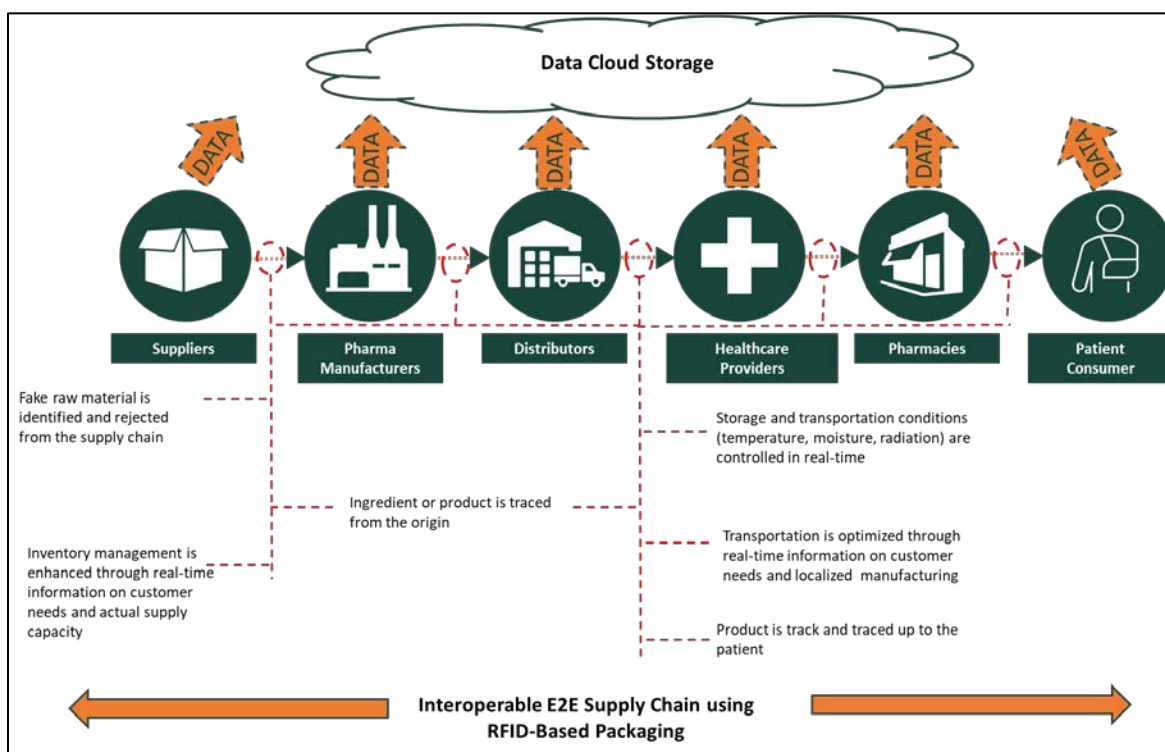 Data Cloud Storage
DATA
DATA
DATA
DATA
DATA
DATA
Suppliers
Pharma
Manufacturers
Distributors
Healthcare
Providers
Pharmacies
Patient
Consumer
Fake raw material is
identified and rejected
from the supply chain
Storage and transportation conditions
(temperature, moisture, radiation) are
controlled in real-time
Ingredient or product is traced
from the origin
Inventory management is
enhanced through real-time
information on customer
needs and actual supply
capacity
Transportation is optimized through
real-time information on customer
needs and localized manufacturing
Product is track and traced up to the
patient
Interoperable E2E Supply Chain using
RFID-Based Packaging